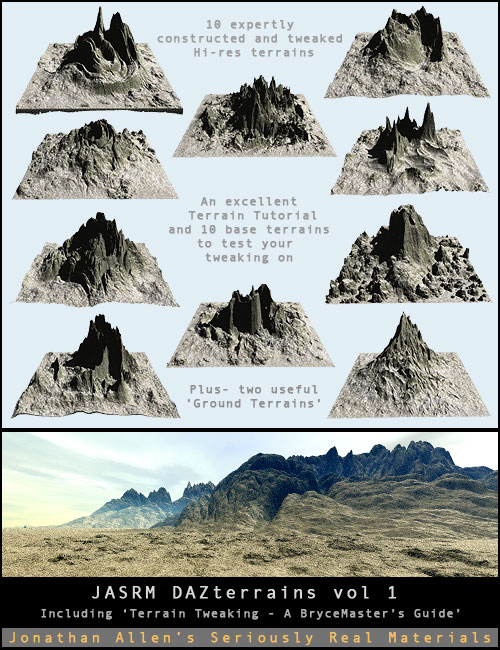 10 expertly
constructed and tweaked
Hi-res terrains
An excellent
Terrain Tutorial
and 10 base terrains
to test your
tweaking on
Plus- two useful
'Ground Terrains'
JASRM DAZterrains vol 1
Including 'Terrain Tweaking - A BryceMaster's Guide'
Jonathan Allen's Seriously Real Materials